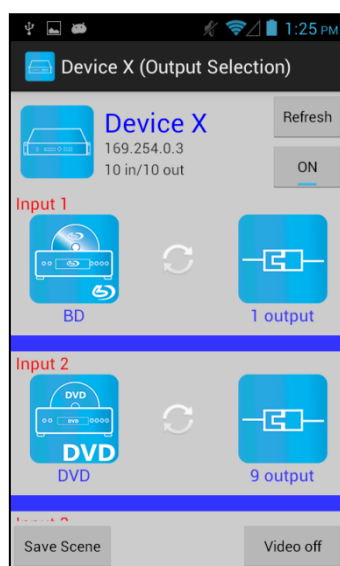 1:25 PM
Device X (Output Selection)
Device X
169.254.0.3
10 in/10 out
Refresh
ON
Input 1
BD
1 output
Input 2
DVD
DVD
DVD
9 output
Save Scene
Video off